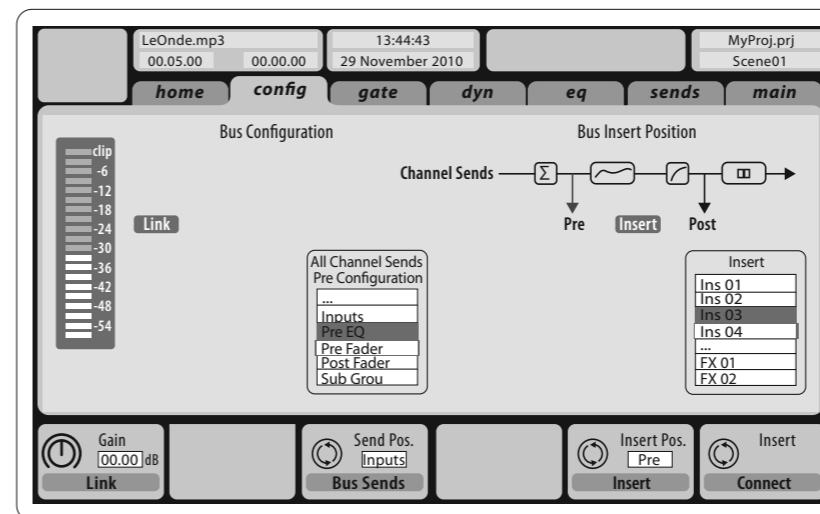 LeOnde.mp3
00.05.00 00.00.00
13:44:43
29 November 2010
MyProj.prj
Scene01
home config gate dyn eq sends main
Bus Configuration
Bus Insert Position
clip
-6
-12
-18
-24
-30
-36
-42
-48
-54
Link
Channel Sends
Σ
Pre Insert Post
All Channel Sends
Pre Configuration
...
Inputs
Pre EQ
Pre Fader
Post Fader
Sub Grou
Insert
Ins 01
Ins 02
Ins 03
Ins 04
...
FX 01
FX 02
Gain
00.00 dB
Link
Send Pos.
Inputs
Bus Sends
Insert Pos.
Pre
Insert
Insert
Connect